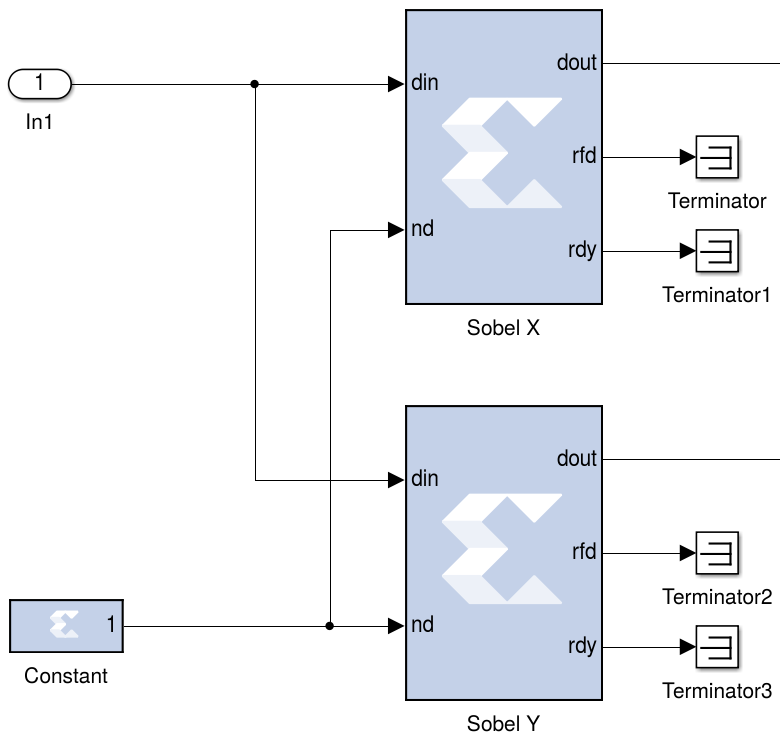 1
In1
din
nd
dout
rfd
rdy
Sobel X
Terminator
Terminator1
1
Constant
din
nd
dout
rfd
rdy
Sobel Y
Terminator2
Terminator3